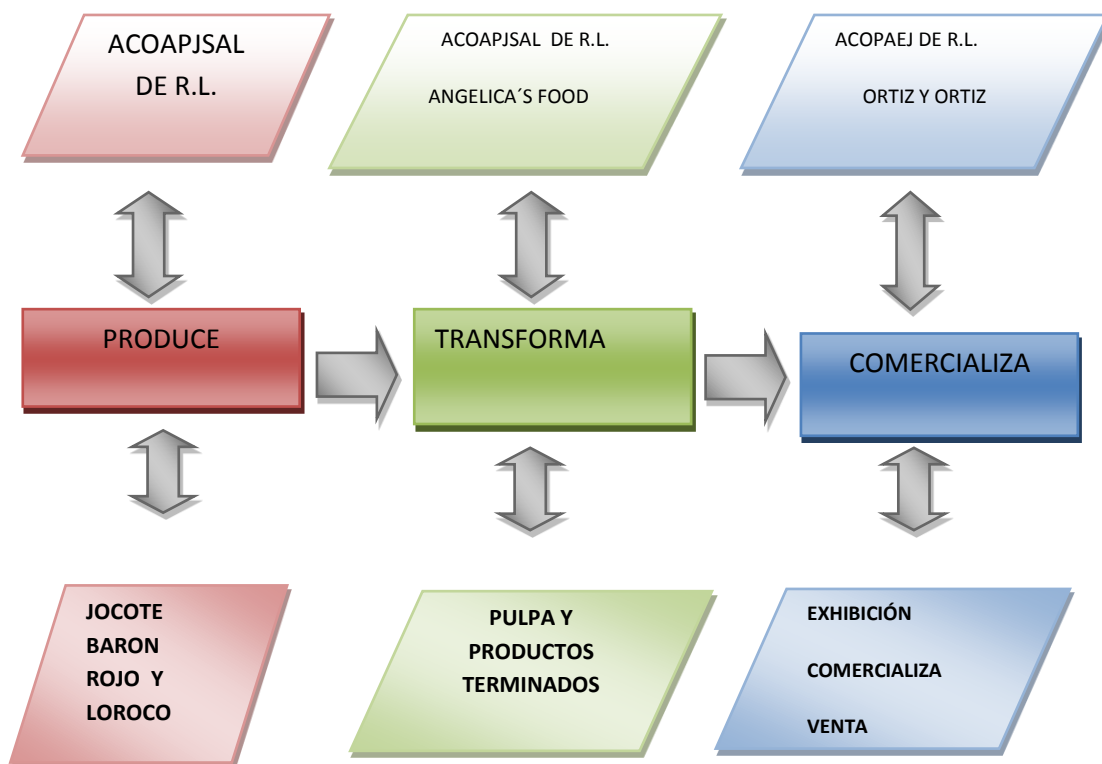 ACOAPJSAL
DE R.L.
ACOAPJSAL DE R.L.
ANGELICA´S FOOD
ACOPAEJ DE R.L.
ORTIZ Y ORTIZ
PRODUCE
TRANSFORMA
COMERCIALIZA
JOCOTE
BARON
ROJO Y
LOROCO
PULPA Y
PRODUCTOS
TERMINADOS
EXHIBICIÓN
COMERCIALIZA
VENTA